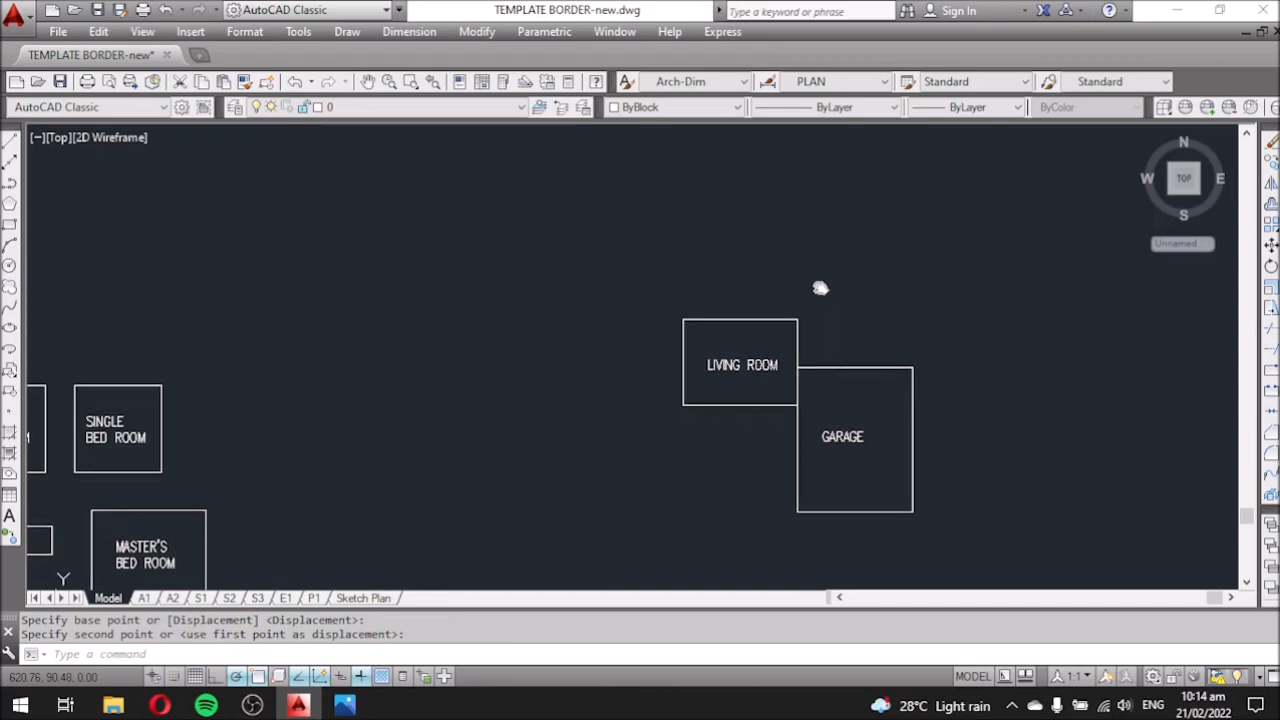 AutoCAD Classic
TEMPLATE BORDER-new.dwg
Type a keyword or phrase
Sign In
File Edit View Insert Format Tools Draw Dimension Modify Parametric Window Help Express
TEMPLATE BORDER-new*
Arch-Dim
PLAN
Standard
Standard
AutoCAD Classic
0
ByBlock
ByLayer
ByLayer
ByColor
[−][Top][2D Wireframe]
N
W TOP E
S
Unnamed
LIVING ROOM
GARAGE
SINGLE
BED ROOM
MASTER'S
BED ROOM
Y
Model A1 A2 S1 S2 S3 E1 P1 Sketch Plan
Specify base point or [Displacement] <Displacement>:
Specify second point or <use first point as displacement>:
Type a command
620.76, 90.48, 0.00
MODEL
1:1
28°C Light rain
ENG
10:14 am
21/02/2022